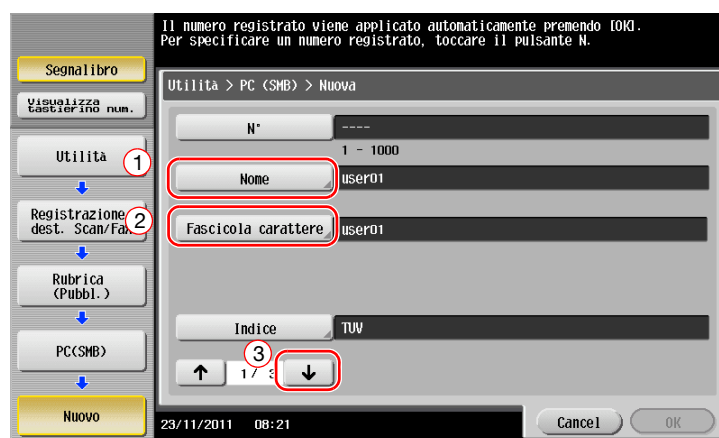 Il numero registrato viene applicato automaticamente premendo [OK].
Per specificare un numero registrato, toccare il pulsante N.
Segnalibro
Visualizza
tastierino num.
Utilità > PC (SMB) > Nuova
N°
----
1 - 1000
Utilità
1
Nome
user01
Registrazione
dest. Scan/Fax
2
Fascicola carattere
user01
Rubrica
(Pubbl.)
Indice
TUV
PC(SMB)
3
↑ 1/ 3 ↓
Nuovo
23/11/2011 08:21
Cancel
OK